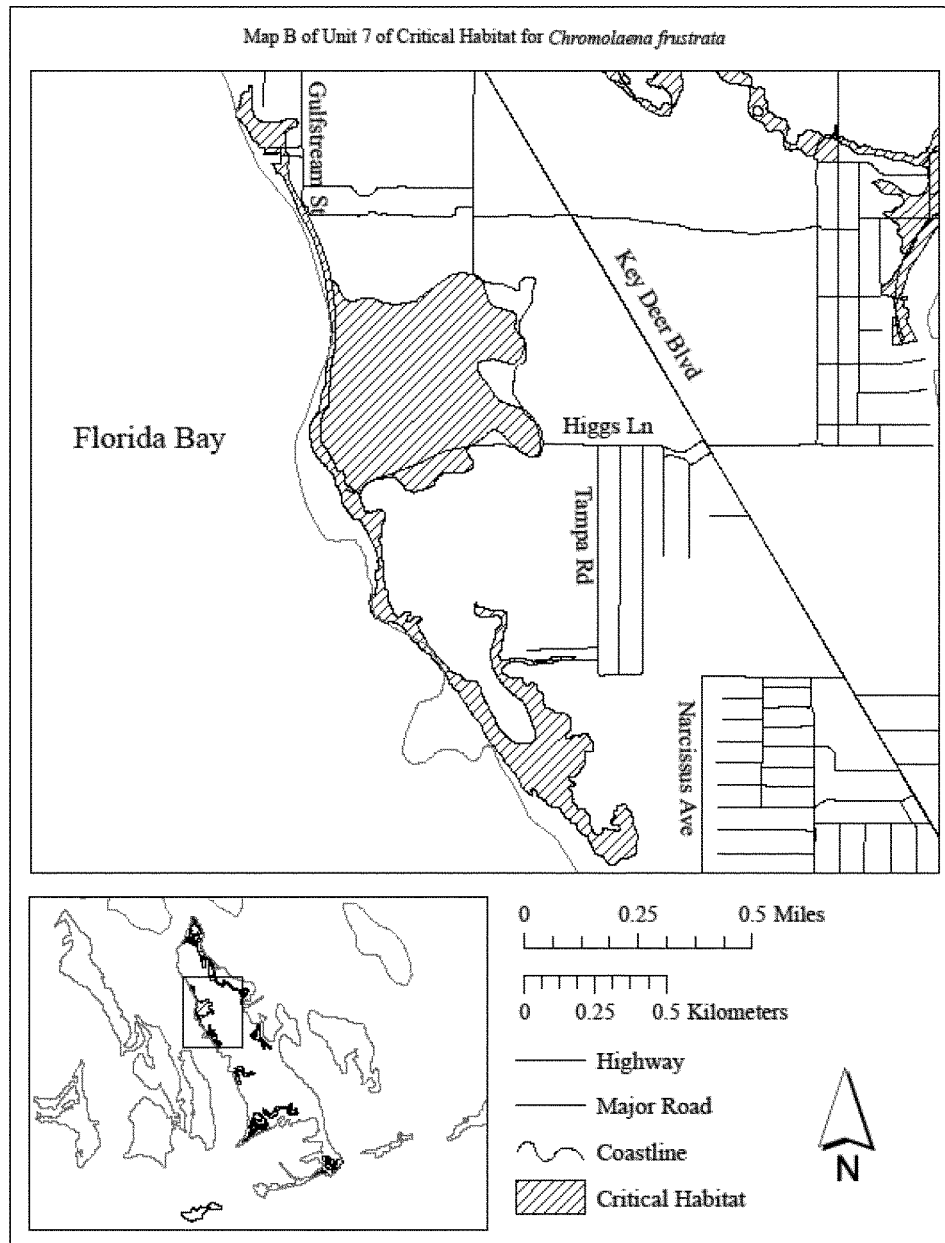 Map B of Unit 7 of Critical Habitat for Chromolaena frustrata
Gulfstream St
Key Deer Blvd
Florida Bay
Higgs Ln
Tampa Rd
Narcissus Ave
0 0.25 0.5 Miles
0 0.25 0.5 Kilometers
Highway
Major Road
Coastline
Critical Habitat
N